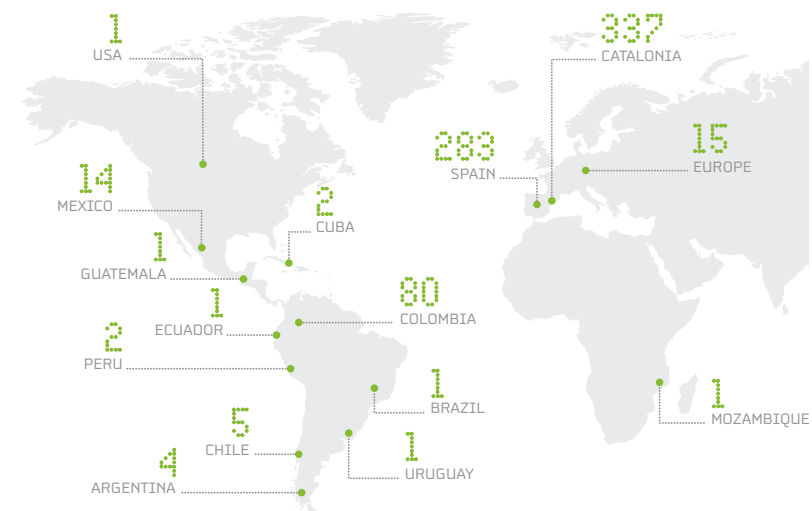 1
USA
337
CATALONIA
283
SPAIN
15
EUROPE
14
MEXICO
2
CUBA
1
GUATEMALA
1
ECUADOR
80
COLOMBIA
2
PERU
1
BRAZIL
1
MOZAMBIQUE
5
CHILE
1
URUGUAY
4
ARGENTINA